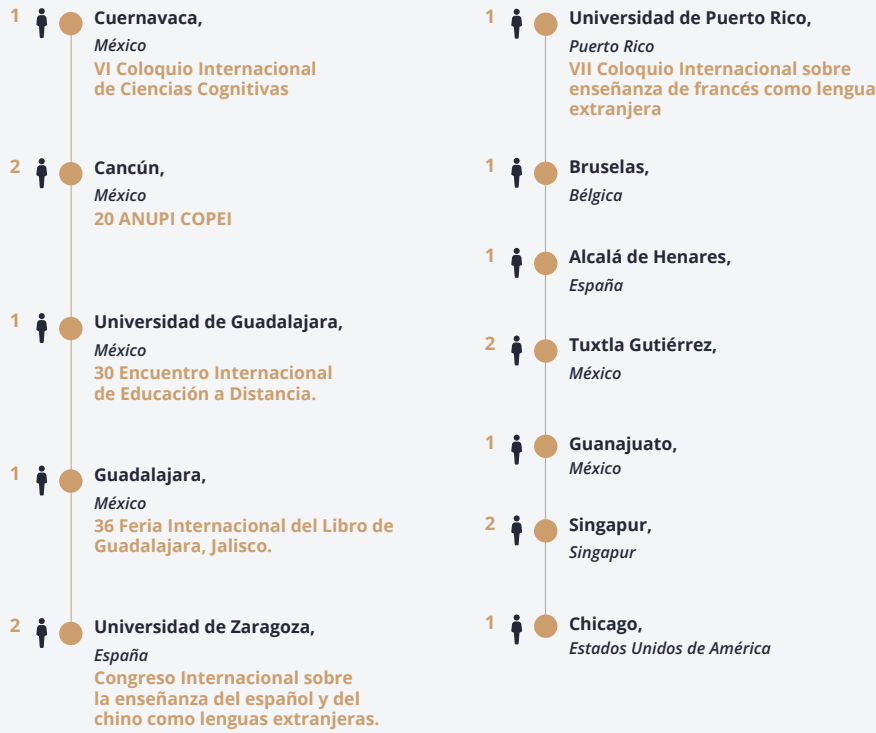 1
Cuernavaca,
México
VI Coloquio Internacional
de Ciencias Cognitivas
2
Cancún,
México
20 ANUPI COPEI
1
Universidad de Guadalajara,
México
30 Encuentro Internacional
de Educación a Distancia.
1
Guadalajara,
México
36 Feria Internacional del Libro de
Guadalajara, Jalisco.
2
Universidad de Zaragoza,
España
Congreso Internacional sobre
la enseñanza del español y del
chino como lenguas extranjeras.
1
Universidad de Puerto Rico,
Puerto Rico
VII Coloquio Internacional sobre
enseñanza de francés como lengua
extranjera
1
Bruselas,
Bélgica
1
Alcalá de Henares,
España
2
Tuxtla Gutiérrez,
México
1
Guanajuato,
México
2
Singapur,
Singapur
1
Chicago,
Estados Unidos de América